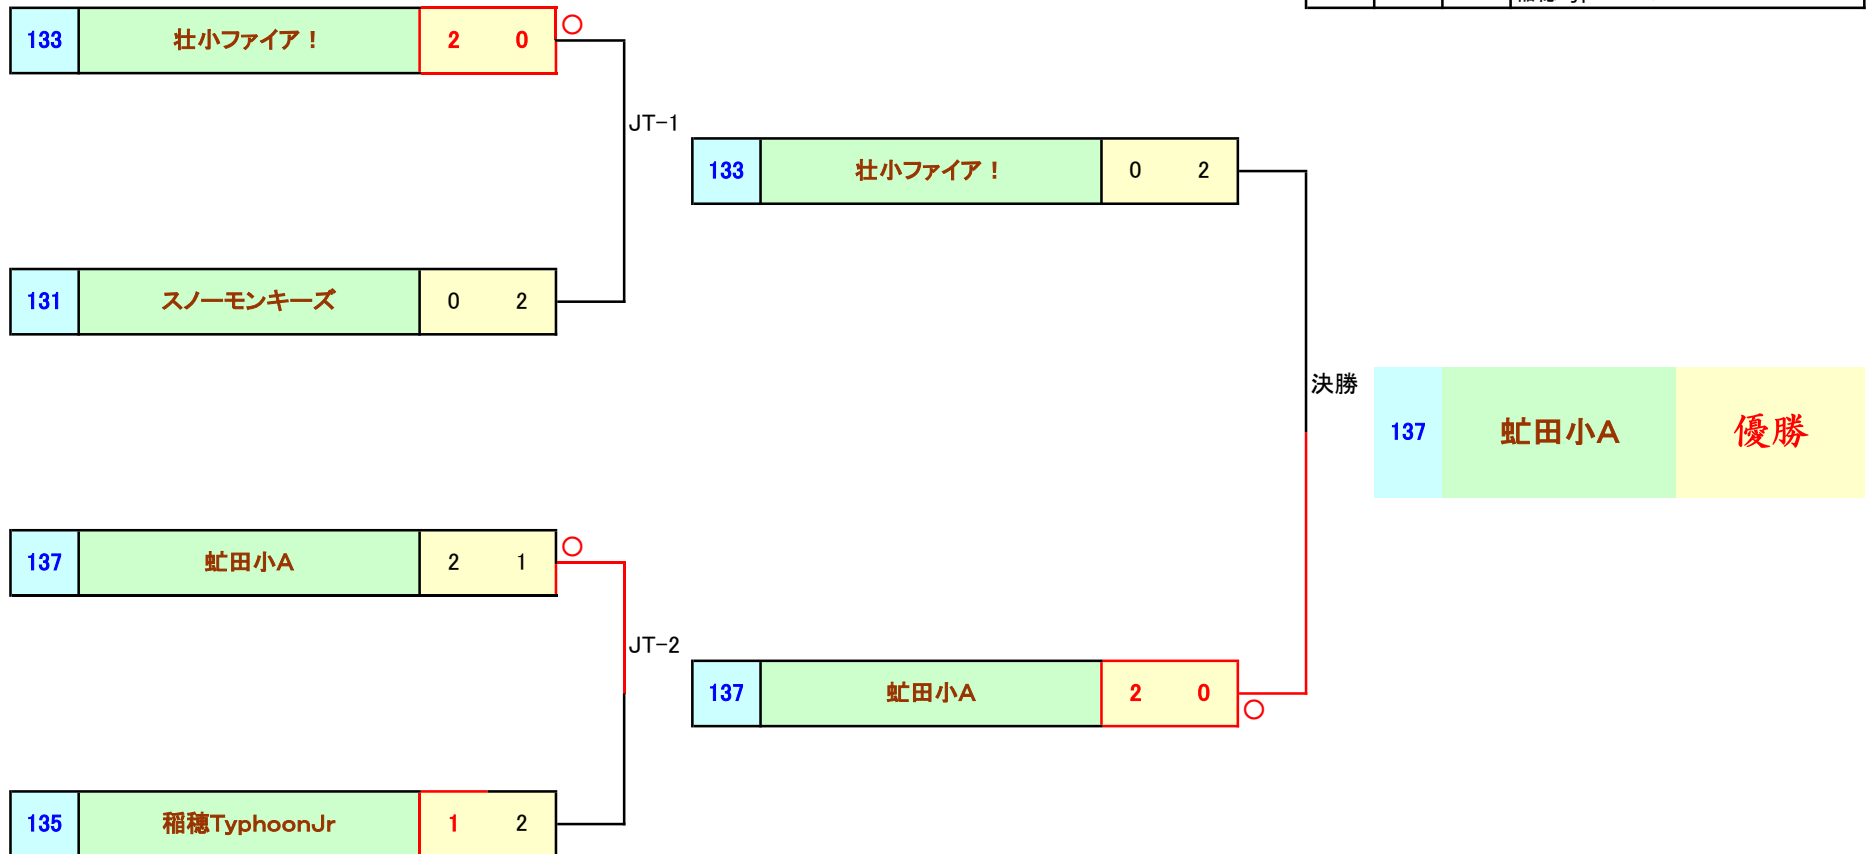 133 壮小ファイア！ 2 0 ○
JT-1
133 壮小ファイア！ 0 2
131 スノーモンキーズ 0 2
決勝
137 虻田小A 優勝
137 虻田小A 2 1 ○
JT-2
137 虻田小A 2 0 ○
135 稲穂TyphoonJr 1 2